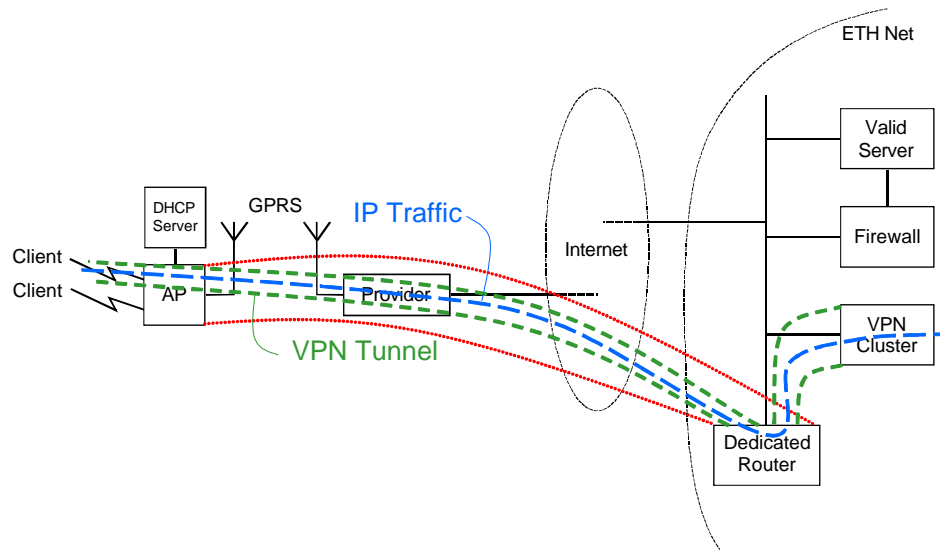 ETH Net
Valid
Server
DHCP
Server
GPRS
IP Traffic
Firewall
Internet
Client
Client
AP
Provider
VPN Tunnel
VPN
Cluster
Dedicated
Router